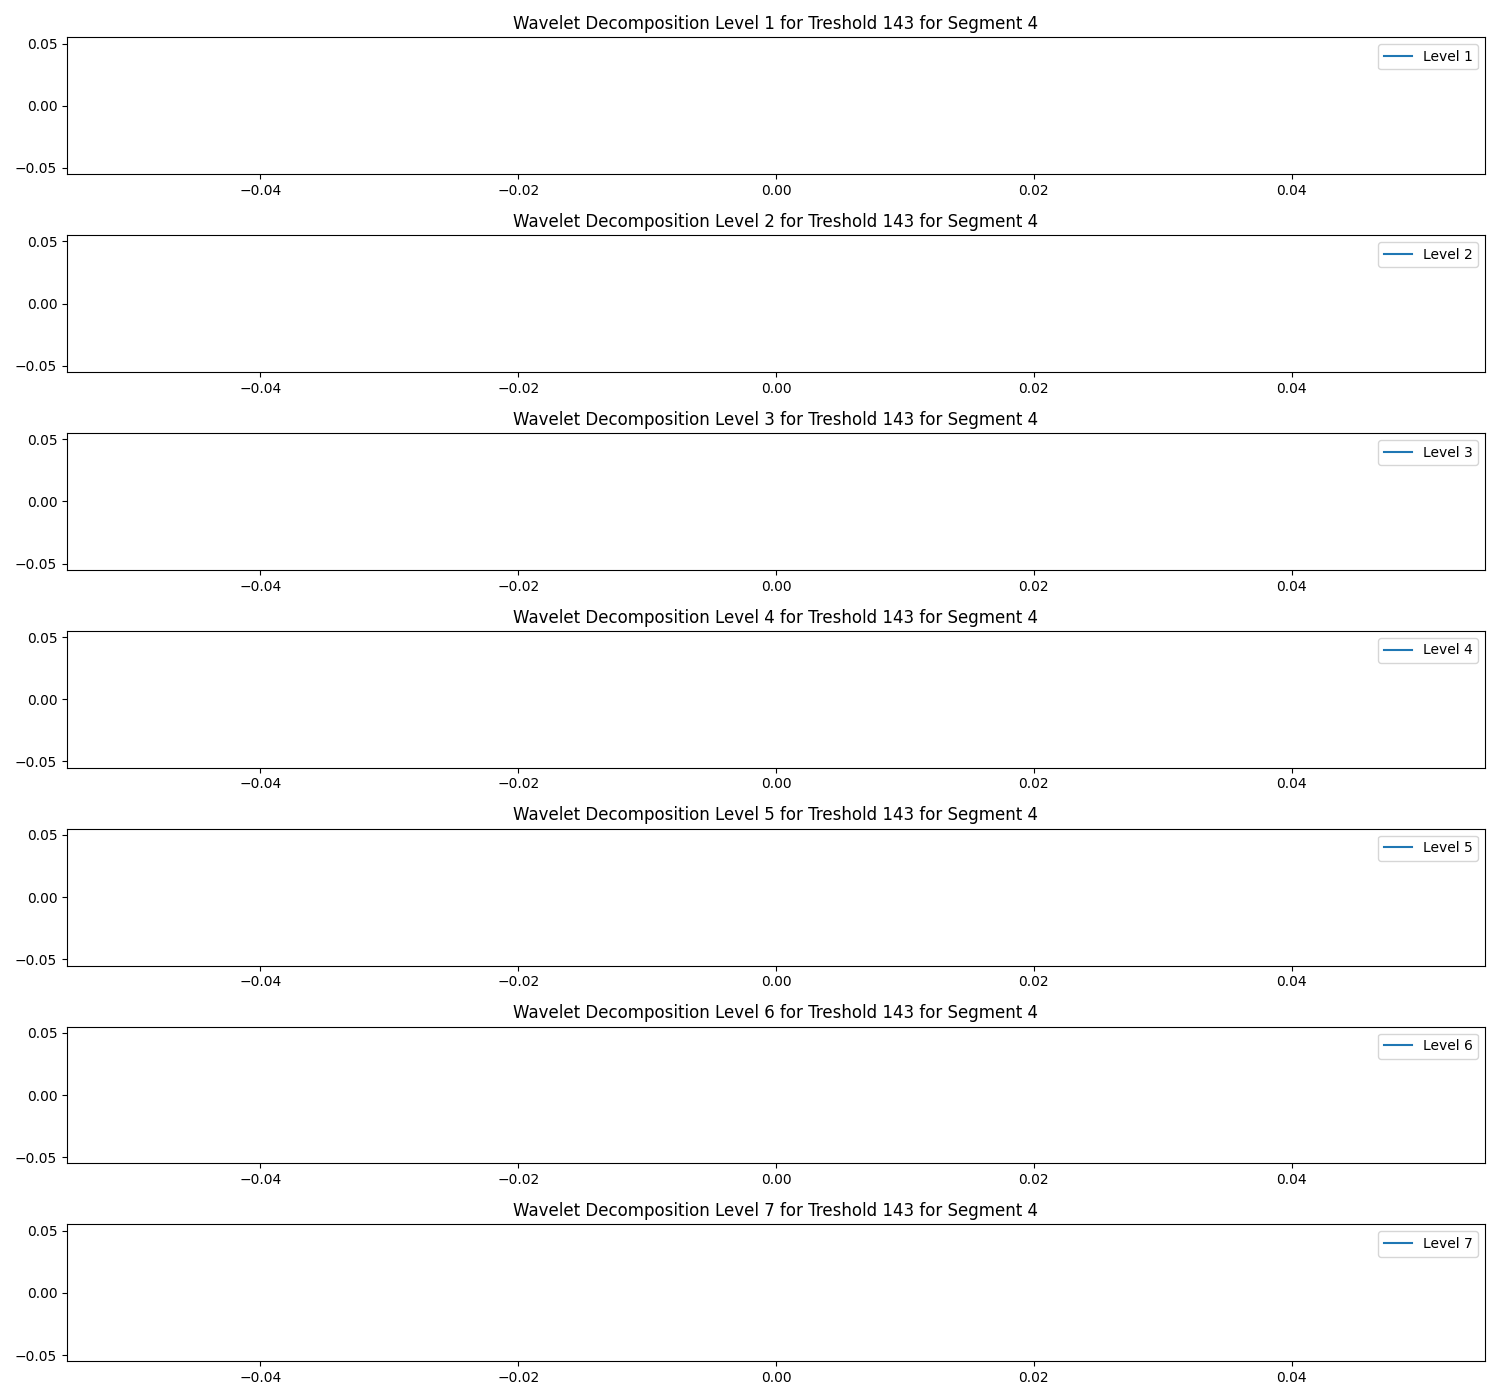 Wavelet Decomposition Level 1 for Treshold 143 for Segment 4
0.05
Level 1
0.00
−0.05
−0.04 −0.02 0.00 0.02 0.04
Wavelet Decomposition Level 2 for Treshold 143 for Segment 4
0.05
Level 2
0.00
−0.05
−0.04 −0.02 0.00 0.02 0.04
Wavelet Decomposition Level 3 for Treshold 143 for Segment 4
0.05
Level 3
0.00
−0.05
−0.04 −0.02 0.00 0.02 0.04
Wavelet Decomposition Level 4 for Treshold 143 for Segment 4
0.05
Level 4
0.00
−0.05
−0.04 −0.02 0.00 0.02 0.04
Wavelet Decomposition Level 5 for Treshold 143 for Segment 4
0.05
Level 5
0.00
−0.05
−0.04 −0.02 0.00 0.02 0.04
Wavelet Decomposition Level 6 for Treshold 143 for Segment 4
0.05
Level 6
0.00
−0.05
−0.04 −0.02 0.00 0.02 0.04
Wavelet Decomposition Level 7 for Treshold 143 for Segment 4
0.05
Level 7
0.00
−0.05
−0.04 −0.02 0.00 0.02 0.04